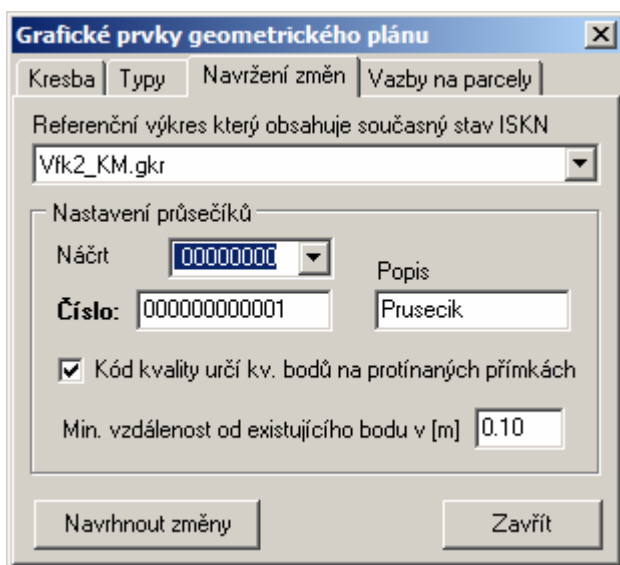 Grafické prvky geometrického plánu
Kresba Typy Navržení změn Vazby na parcely
Referenční výkres který obsahuje současný stav ISKN
Vfk2_KM.gkr
Nastavení průsečíků
Náčrt 00000000
Popis
Číslo: 000000000001 Prusecik
Kód kvality určí kv. bodů na protínaných přímkách
Min. vzdálenost od existujícího bodu v [m] 0.10
Navrhnout změny Zavřít